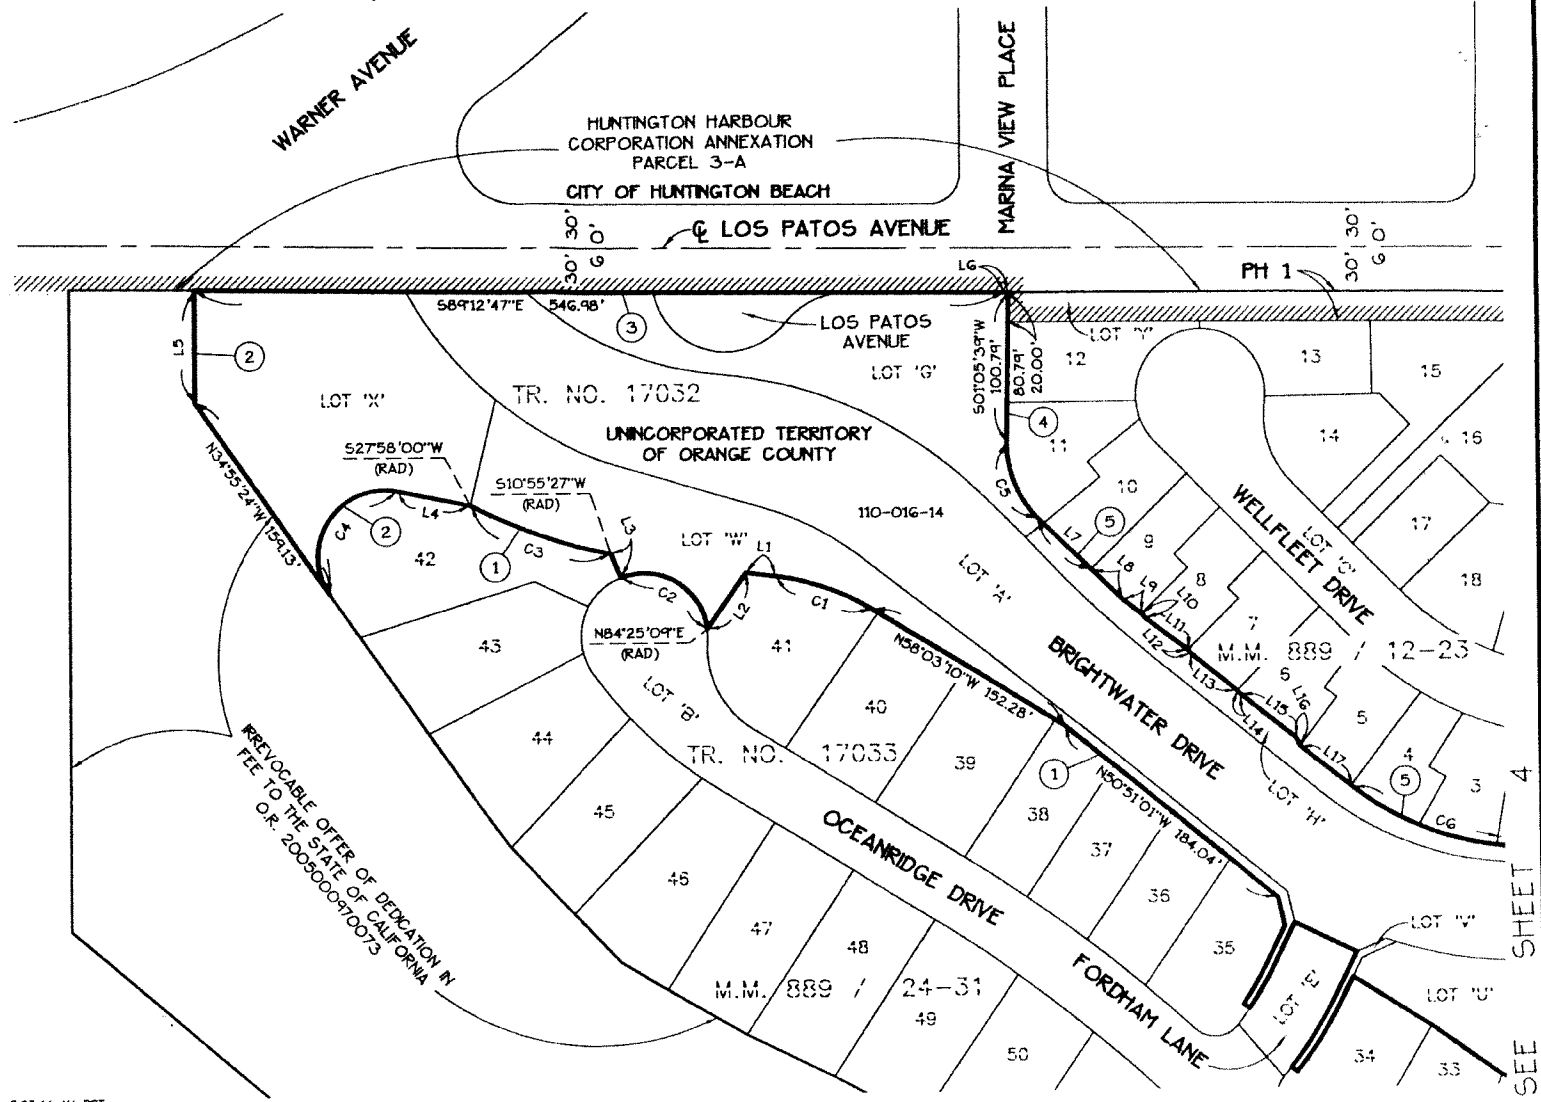 WARNER AVENUE
HUNTINGTON HARBOUR
CORPORATION ANNEXATION
PARCEL 3-A
CITY OF HUNTINGTON BEACH
MARINA VIEW PLACE
℄ LOS PATOS AVENUE
30' 30'
60'
30' 30'
60'
L6
PH 1
S89°12'47"E 546.98'
3
LOS PATOS
AVENUE
LOT 'Y'
12
13
15
L5
2
LOT 'X'
TR. NO. 17032
LOT 'G'
S01°05'39"W
100.79'
80.79'
20.00'
4
11
14
16
UNINCORPORATED TERRITORY
OF ORANGE COUNTY
S27°58'00"W
(RAD)
S10°55'27"W
(RAD)
N34°55'24"W 159.13'
C4
2
L4
42
1
C3
L3
LOT 'W'
L1
110-016-14
C5
10
WELLFLEET DRIVE
LOT 'C'
17
18
L7
5
9
L8
L9
L10
8
L11
L12
7
C2
L2
C1
LOT 'A'
N84°25'09"E
(RAD)
43
41
N58°03'10"W 152.28'
BRIGHTWATER DRIVE
M.M. 889 / 12-23
L13
6
L14
L15
L16
5
L17
4
5
3
C6
LOT 'H'
LOT 'B'
40
44
TR. NO. 17033
39
1
N50°51'01"W 184.04'
IRREVOCABLE OFFER OF DEDICATION IN
FEE TO THE STATE OF CALIFORNIA
O.R. 2005000970073
45
OCEANRIDGE DRIVE
38
37
46
36
47
48
35
LOT 'V'
M.M. 889 / 24-31
FORDHAM LANE
LOT 'E'
LOT 'U'
49
50
34
33
SEE SHEET 4